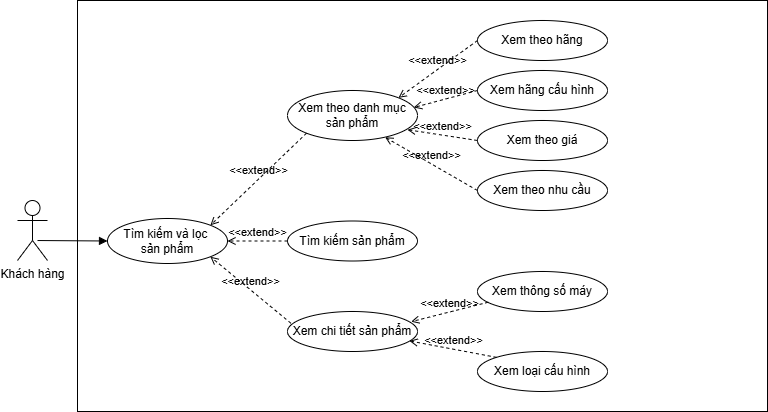 Xem theo hãng
<<extend>>
Xem theo danh mục
sản phẩm
<<extend>>
Xem hãng cấu hình
<<extend>>
Xem theo giá
<<extend>>
Xem theo nhu cầu
<<extend>>
Khách hàng
Tìm kiếm và lọc
sản phẩm
<<extend>>
Tìm kiếm sản phẩm
<<extend>>
Xem chi tiết sản phẩm
<<extend>>
Xem thông số máy
<<extend>>
Xem loại cấu hình